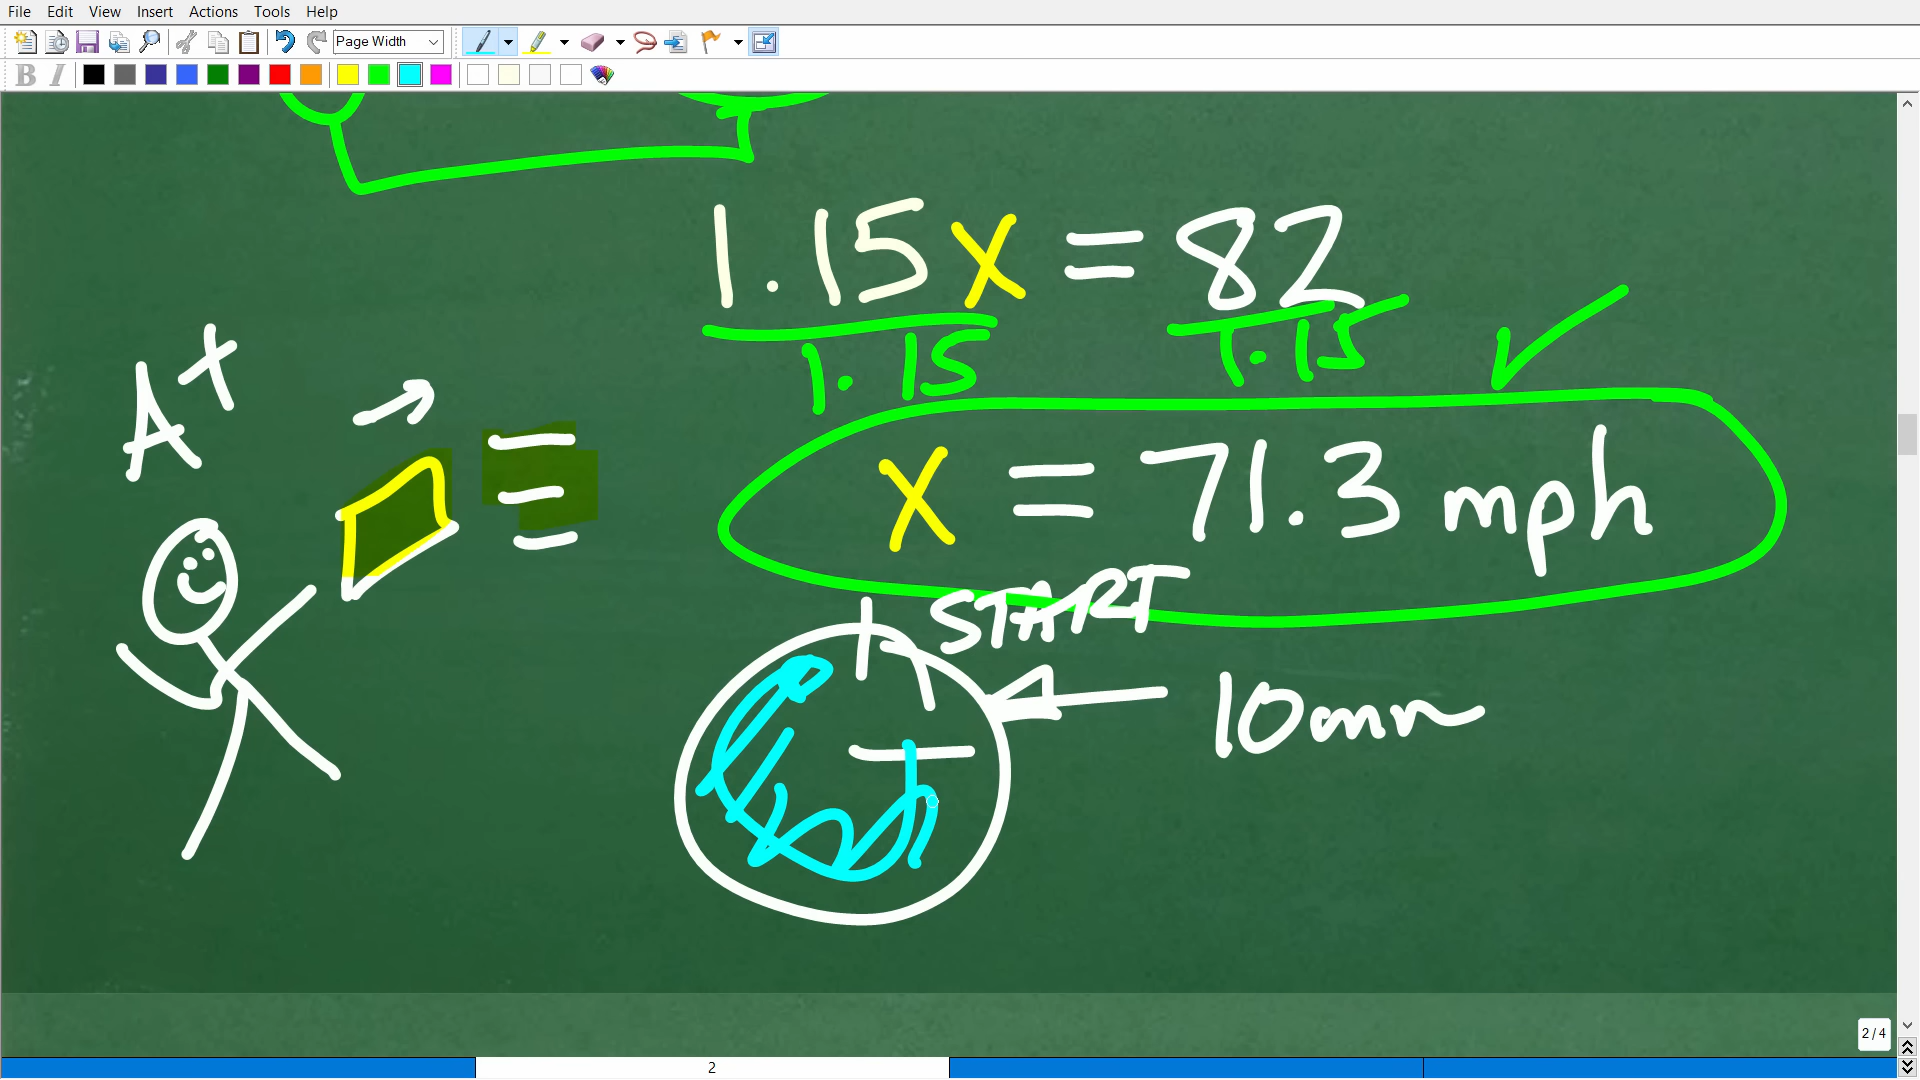 File Edit View Insert Actions Tools Help
Page Width
B I
1.15x = 82
1.15 1.15
A+
x = 71.3 mph
START
10min
2 / 4
2